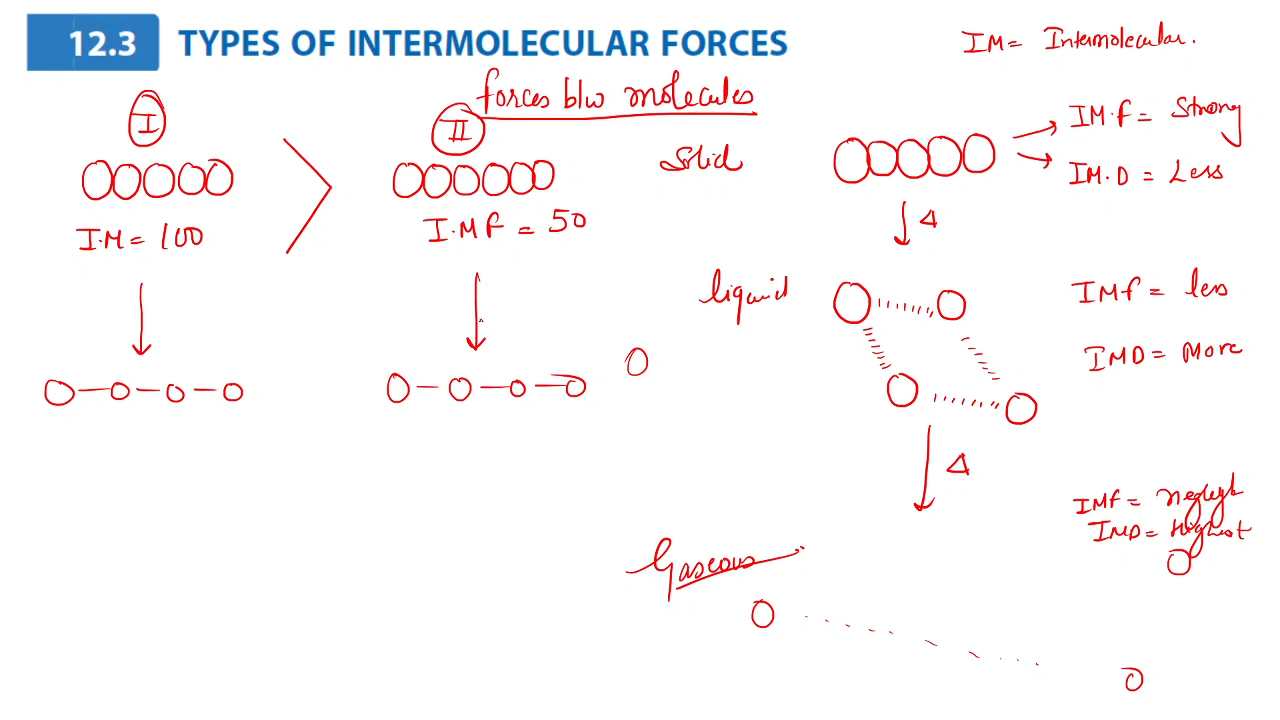 12.3 TYPES OF INTERMOLECULAR FORCES
IM = Intermolecular.
forces b/w molecules
I
II
Solid
IM.f = Strong
IM.D = Less
I.M = 100
I.Mf = 50
Δ
liquid
IMf = less
IMD = More
Δ
IMf =
IMD = Highest
Gaseous